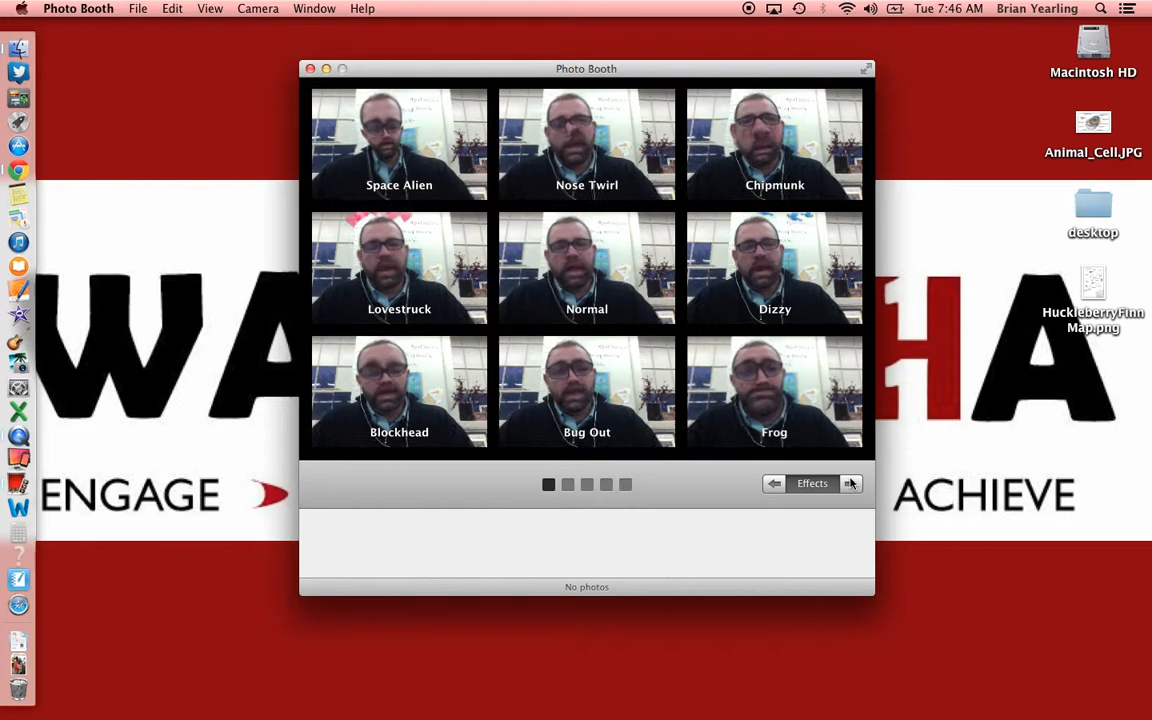 Photo Booth File Edit View Camera Window Help Tue 7:46 AM Brian Yearling
Macintosh HD
Animal_Cell.JPG
desktop
HuckleberryFinn
Map.png
Photo Booth
Space Alien Nose Twirl Chipmunk
Lovestruck Normal Dizzy
Blockhead Bug Out Frog
Effects
No photos
WA HA
ENGAGE ACHIEVE